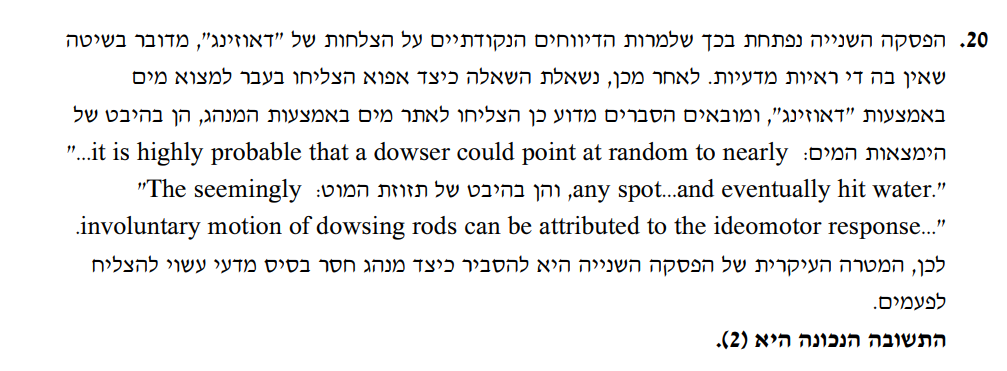 20. הפסקה השנייה נפתחת בכך שלמרות הדיווחים הנקודתיים על הצלחות של "דאוזינג", מדובר בשיטה
שאין בה די ראיות מדעיות. לאחר מכן, נשאלת השאלה כיצד אפוא הצליחו בעבר למצוא מים
באמצעות "דאוזינג", ומובאים הסברים מדוע כן הצליחו לאתר מים באמצעות המנהג, הן בהיבט של
הימצאות המים: "...it is highly probable that a dowser could point at random to nearly
any spot...and eventually hit water.", והן בהיבט של תזוזת המוט: "The seemingly
involuntary motion of dowsing rods can be attributed to the ideomotor response...".
לכן, המטרה העיקרית של הפסקה השנייה היא להסביר כיצד מנהג חסר בסיס מדעי עשוי להצליח
לפעמים.
התשובה הנכונה היא (2).